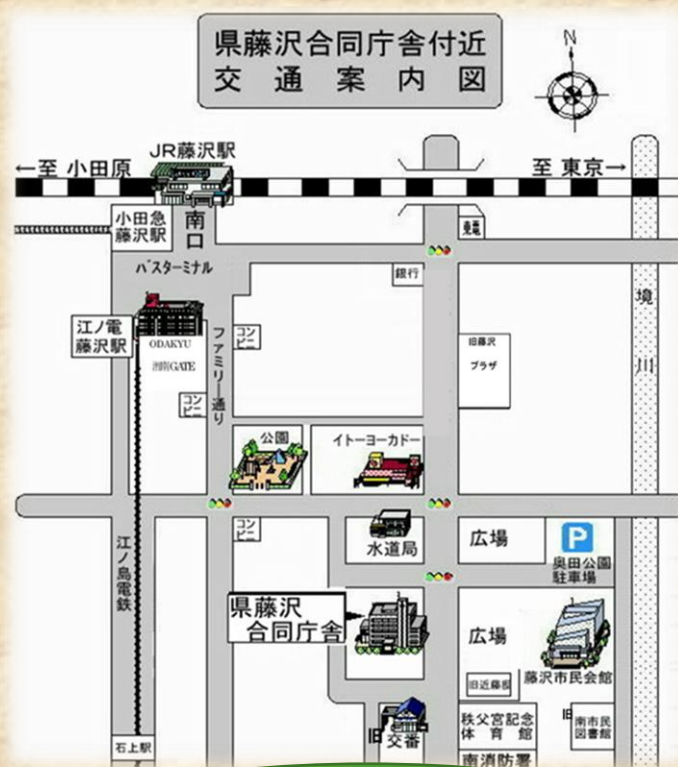 県藤沢合同庁舎付近
交通案内図
N
JR藤沢駅
←至 小田原
至 東京→
小田急
藤沢駅
南口
東電
バスターミナル
銀行
境川
江ノ電
藤沢駅
ODAKYU
湘南GATE
ファミリー通り
コン
ビニ
旧藤沢
プラザ
コン
ビニ
公園
イトーヨーカドー
コン
ビニ
水道局
広場
P
奥田公園
駐車場
江ノ島電鉄
県藤沢
合同庁舎
広場
藤沢市民会館
旧近藤邸
旧
交番
秩父宮記念
体育館
旧
南市民
図書館
石上駅
南消防署